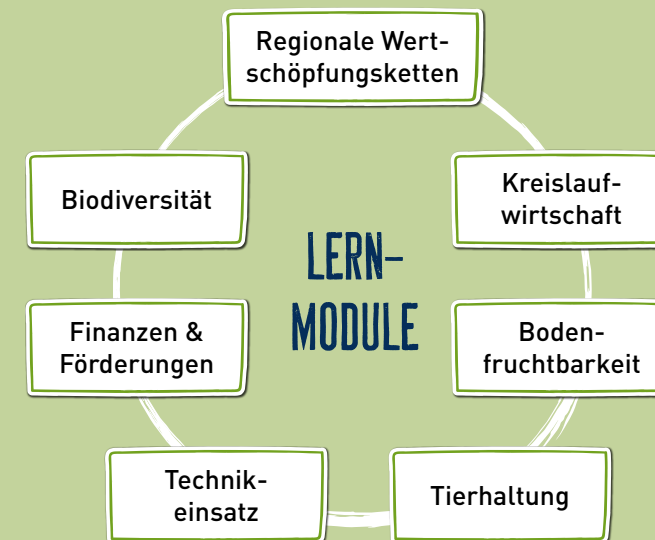 Regionale Wert-
schöpfungsketten
Biodiversität
Kreislauf-
wirtschaft
LERN-
MODULE
Finanzen &
Förderungen
Boden-
fruchtbarkeit
Technik-
einsatz
Tierhaltung